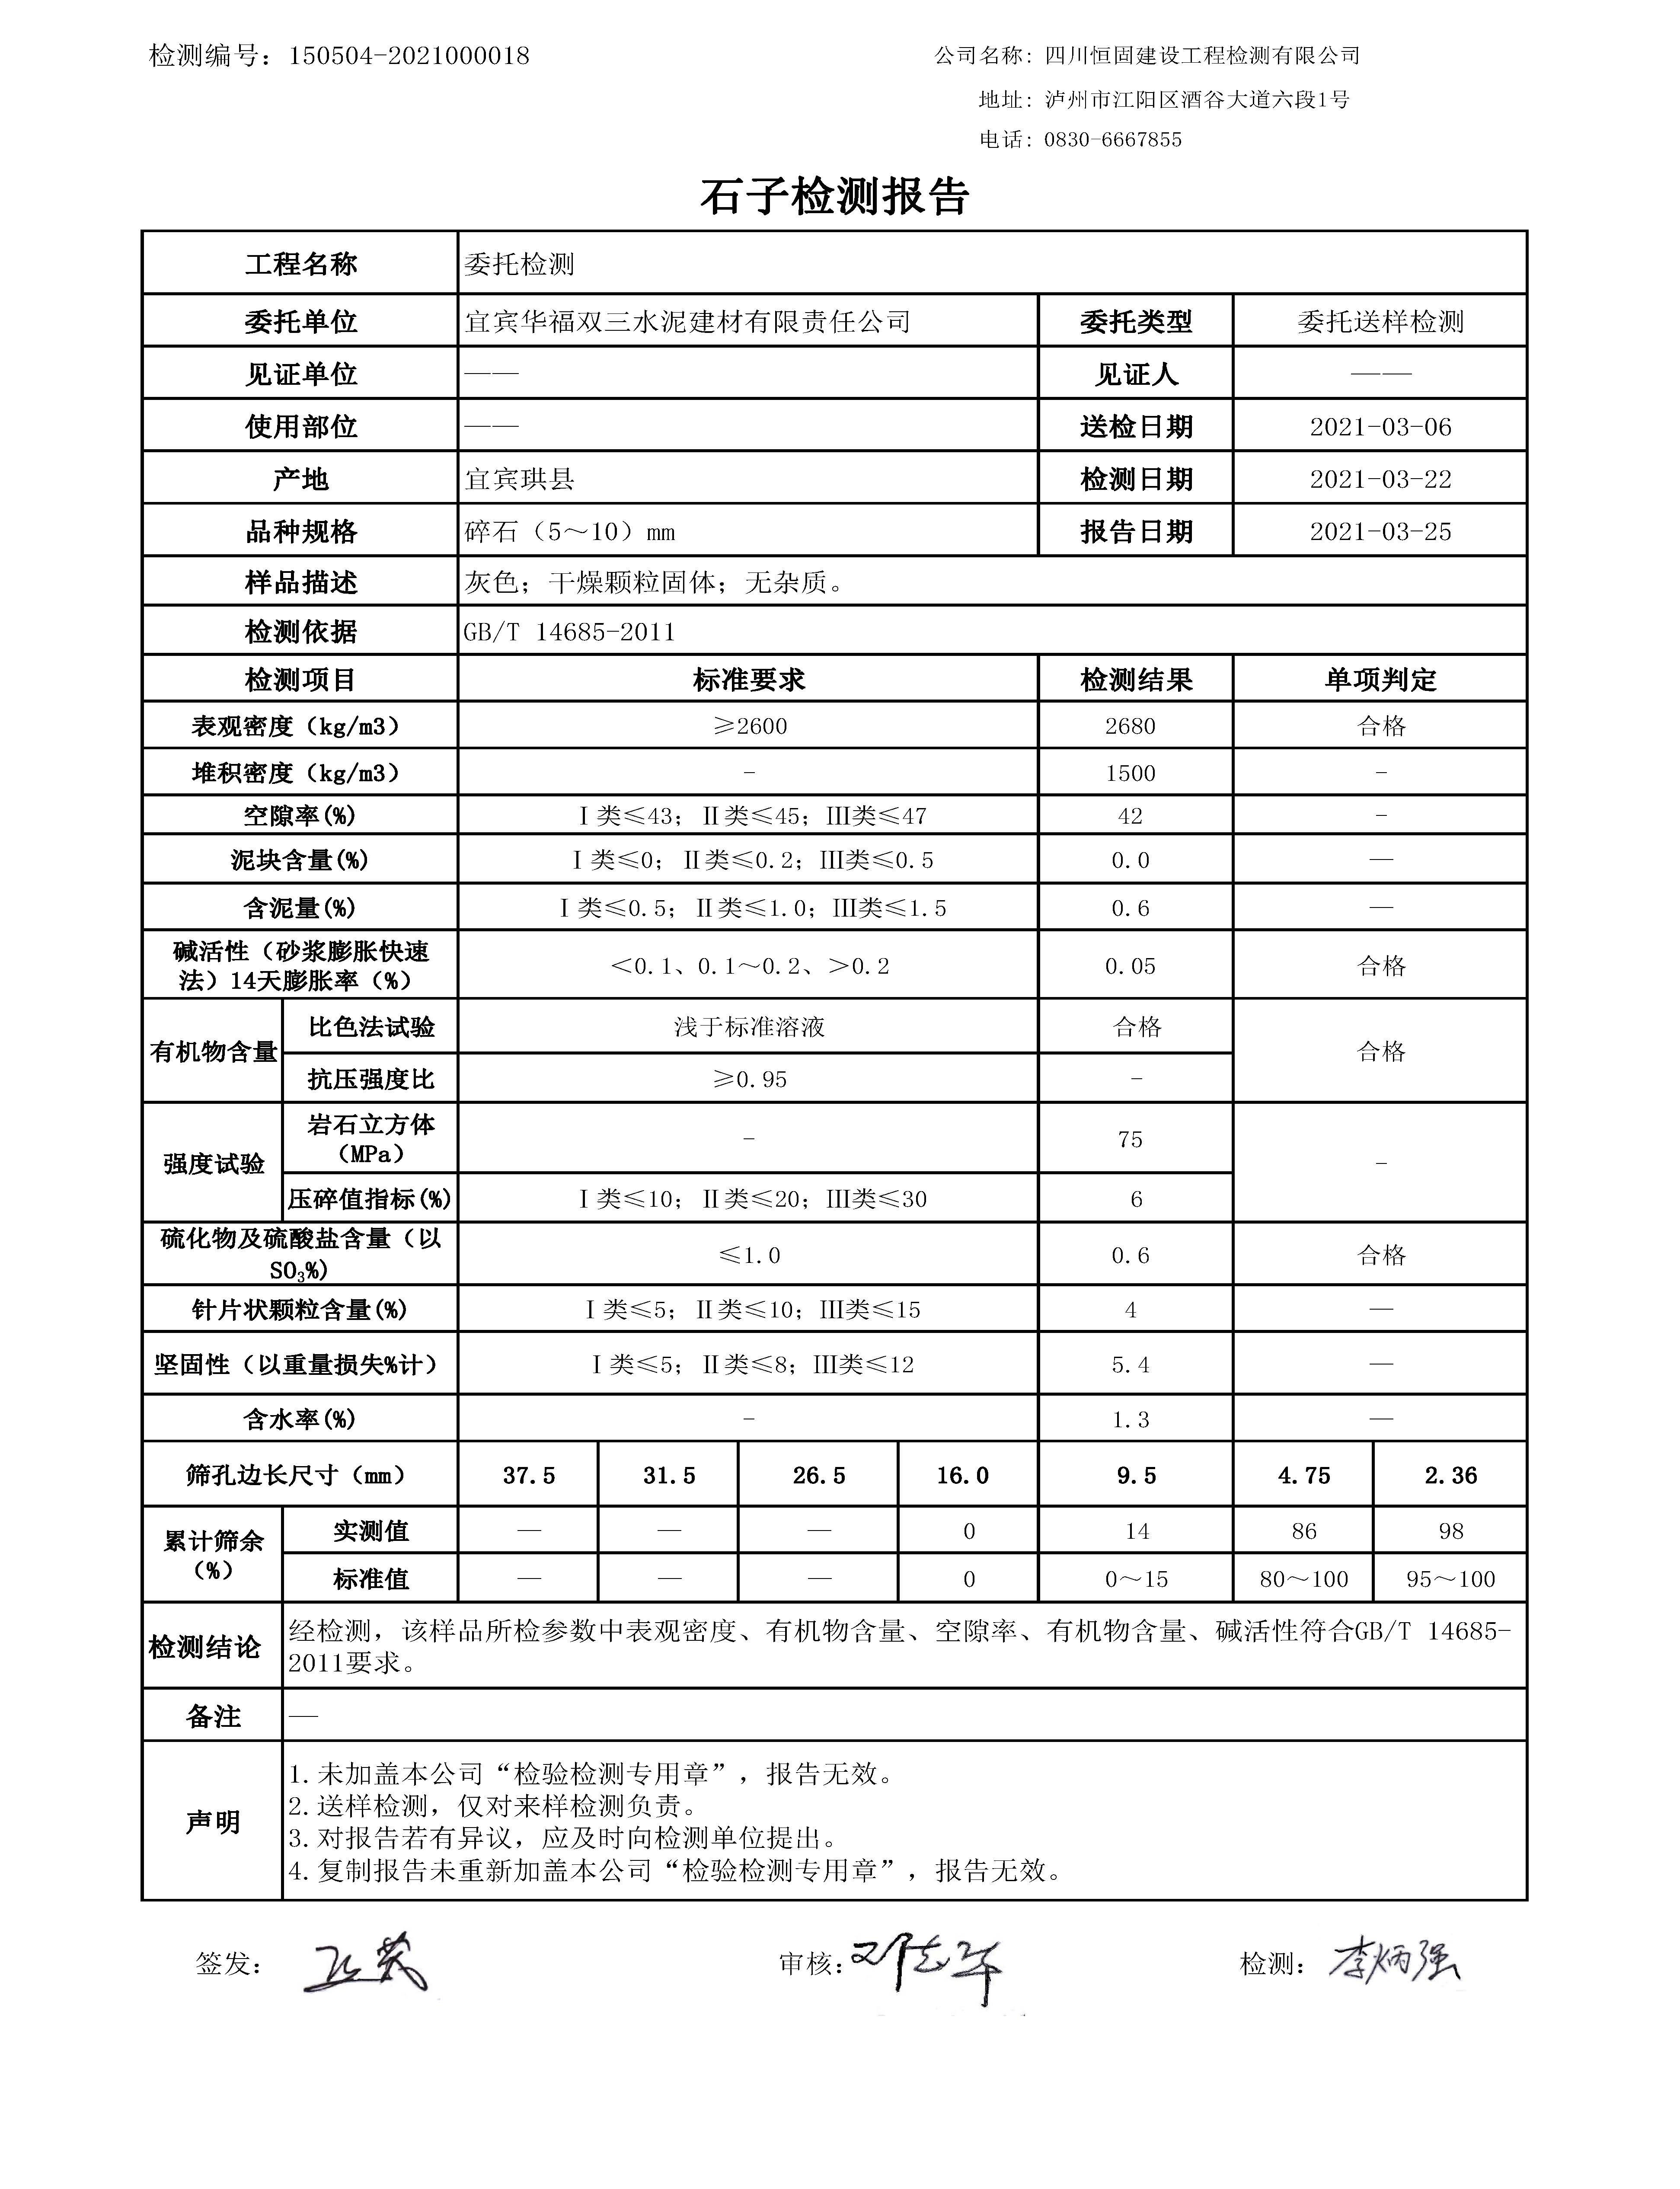 检测编号：150504-2021000018
公司名称：四川恒固建设工程检测有限公司
地址：泸州市江阳区酒谷大道六段1号
电话：0830-6667855
石子检测报告
工程名称 委托检测
委托单位 宜宾华福双三水泥建材有限责任公司 委托类型 委托送样检测
见证单位 —— 见证人 ——
使用部位 —— 送检日期 2021-03-06
产地 宜宾珙县 检测日期 2021-03-22
品种规格 碎石（5～10）mm 报告日期 2021-03-25
样品描述 灰色；干燥颗粒固体；无杂质。
检测依据 GB/T 14685-2011
检测项目 标准要求 检测结果 单项判定
表观密度（kg/m3） ≥2600 2680 合格
堆积密度（kg/m3） - 1500 -
空隙率(%) Ⅰ类≤43；Ⅱ类≤45；Ⅲ类≤47 42 -
泥块含量(%) Ⅰ类≤0；Ⅱ类≤0.2；Ⅲ类≤0.5 0.0 —
含泥量(%) Ⅰ类≤0.5；Ⅱ类≤1.0；Ⅲ类≤1.5 0.6 —
碱活性（砂浆膨胀快速
法）14天膨胀率（%） ＜0.1、0.1～0.2、＞0.2 0.05 合格
有机物含量 比色法试验 浅于标准溶液 合格 合格
抗压强度比 ≥0.95 -
强度试验 岩石立方体
（MPa） - 75 -
压碎值指标(%) Ⅰ类≤10；Ⅱ类≤20；Ⅲ类≤30 6
硫化物及硫酸盐含量（以
SO₃%） ≤1.0 0.6 合格
针片状颗粒含量(%) Ⅰ类≤5；Ⅱ类≤10；Ⅲ类≤15 4 —
坚固性（以重量损失%计） Ⅰ类≤5；Ⅱ类≤8；Ⅲ类≤12 5.4 —
含水率(%) - 1.3 —
筛孔边长尺寸（mm） 37.5 31.5 26.5 16.0 9.5 4.75 2.36
累计筛余
（%） 实测值 — — — 0 14 86 98
标准值 — — — 0 0～15 80～100 95～100
检测结论 经检测，该样品所检参数中表观密度、有机物含量、空隙率、有机物含量、碱活性符合GB/T 14685-
2011要求。
备注 —
声明 1.未加盖本公司“检验检测专用章”，报告无效。
2.送样检测，仅对来样检测负责。
3.对报告若有异议，应及时向检测单位提出。
4.复制报告未重新加盖本公司“检验检测专用章”，报告无效。
签发： 审核：邓志华 检测：李炳强